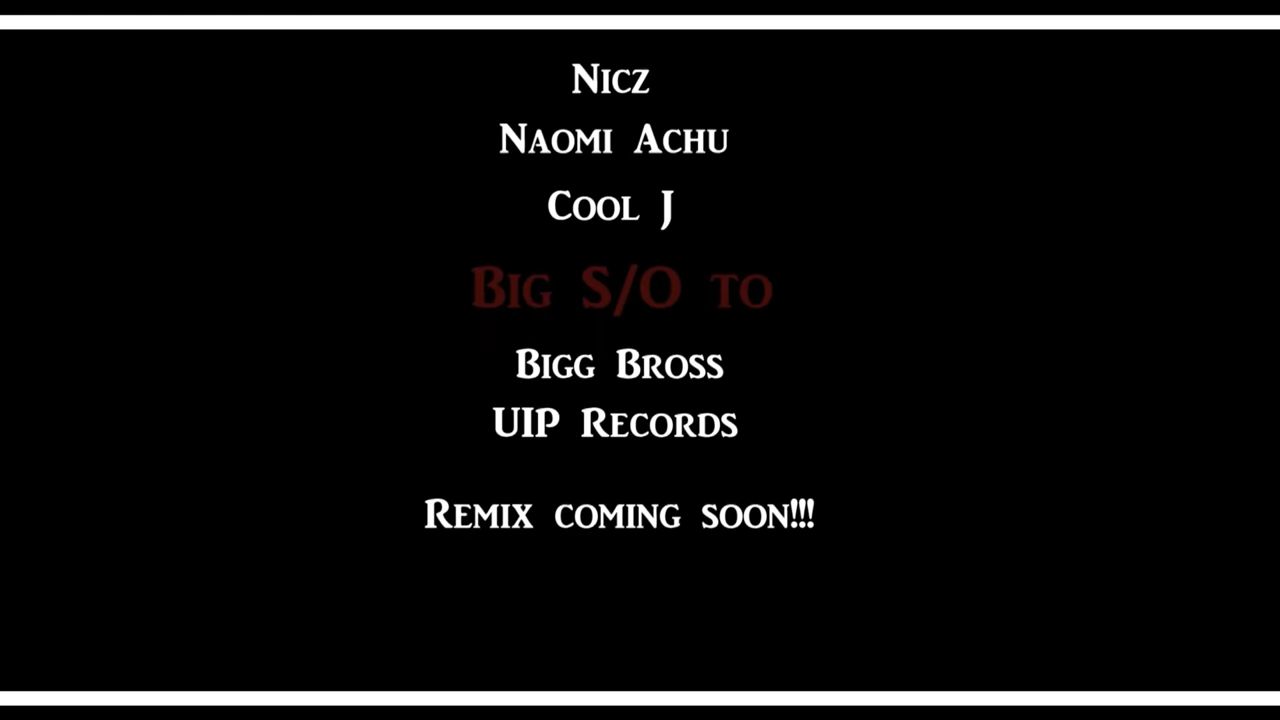 Nicz
Naomi Achu
Cool J
Big S/O to
Bigg Bross
UIP Records
Remix coming soon!!!